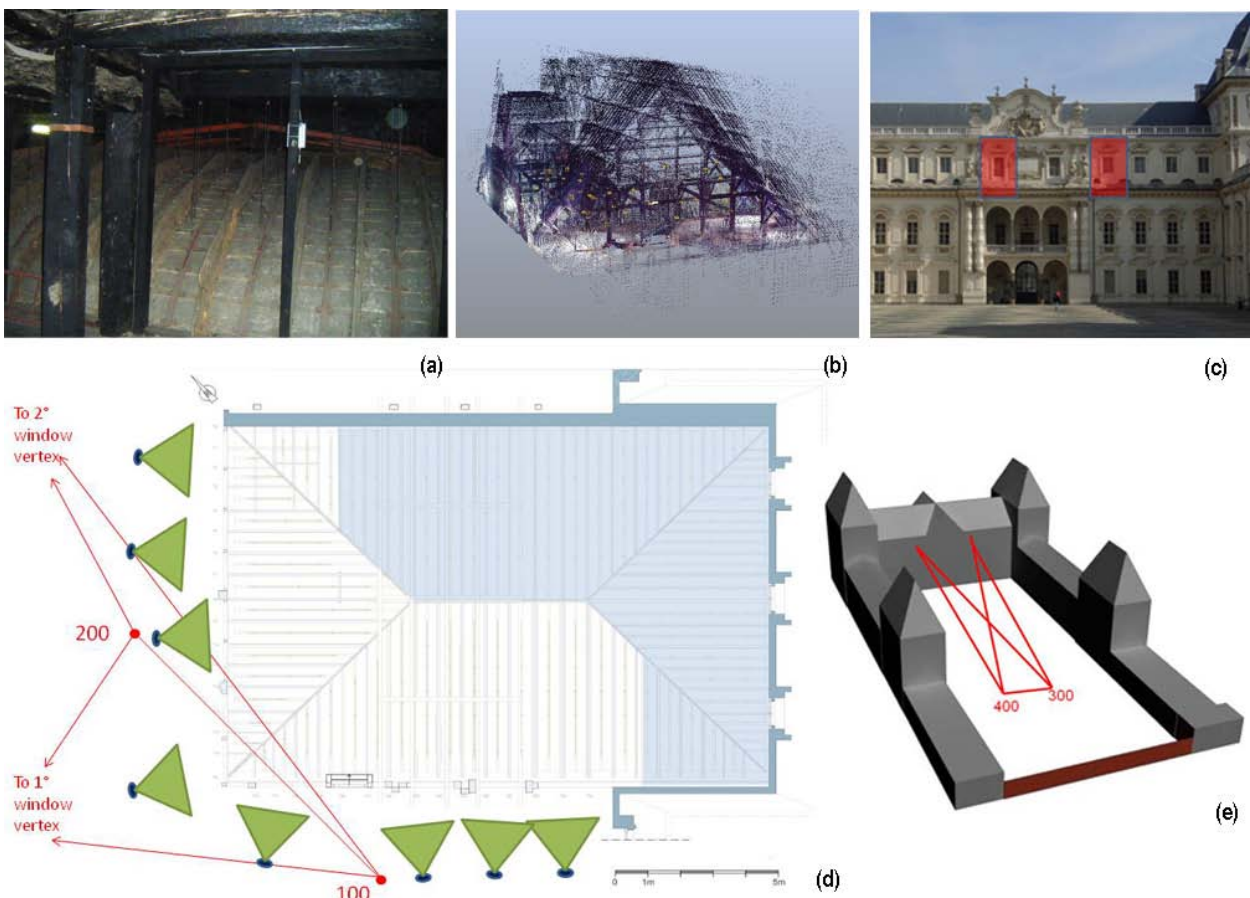 (a)
(b)
(c)
To 2°
window
vertex
200
To 1°
window
vertex
100
0 1m 5m
(d)
400
300
(e)